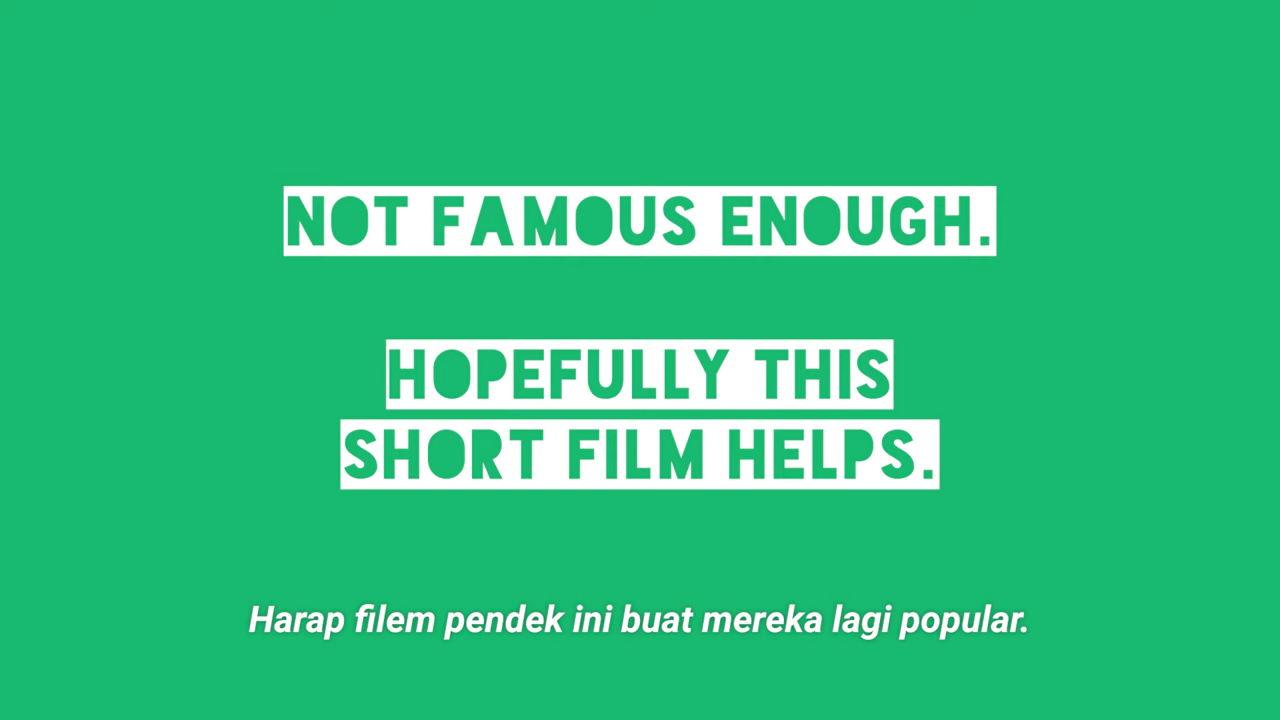 NOT FAMOUS ENOUGH.
HOPEFULLY THIS
SHORT FILM HELPS.
Harap filem pendek ini buat mereka lagi popular.